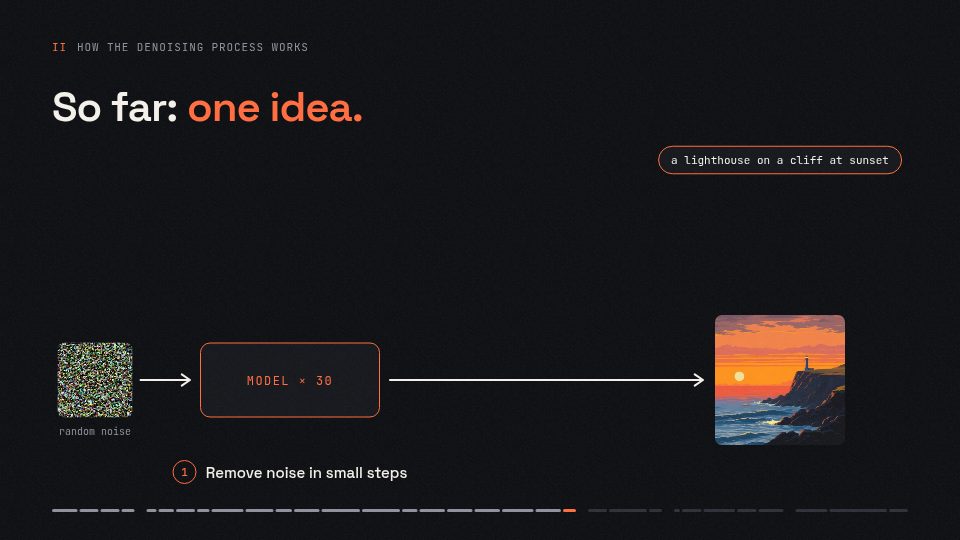 II HOW THE DENOISING PROCESS WORKS
So far: one idea.
a lighthouse on a cliff at sunset
MODEL × 30
random noise
1 Remove noise in small steps